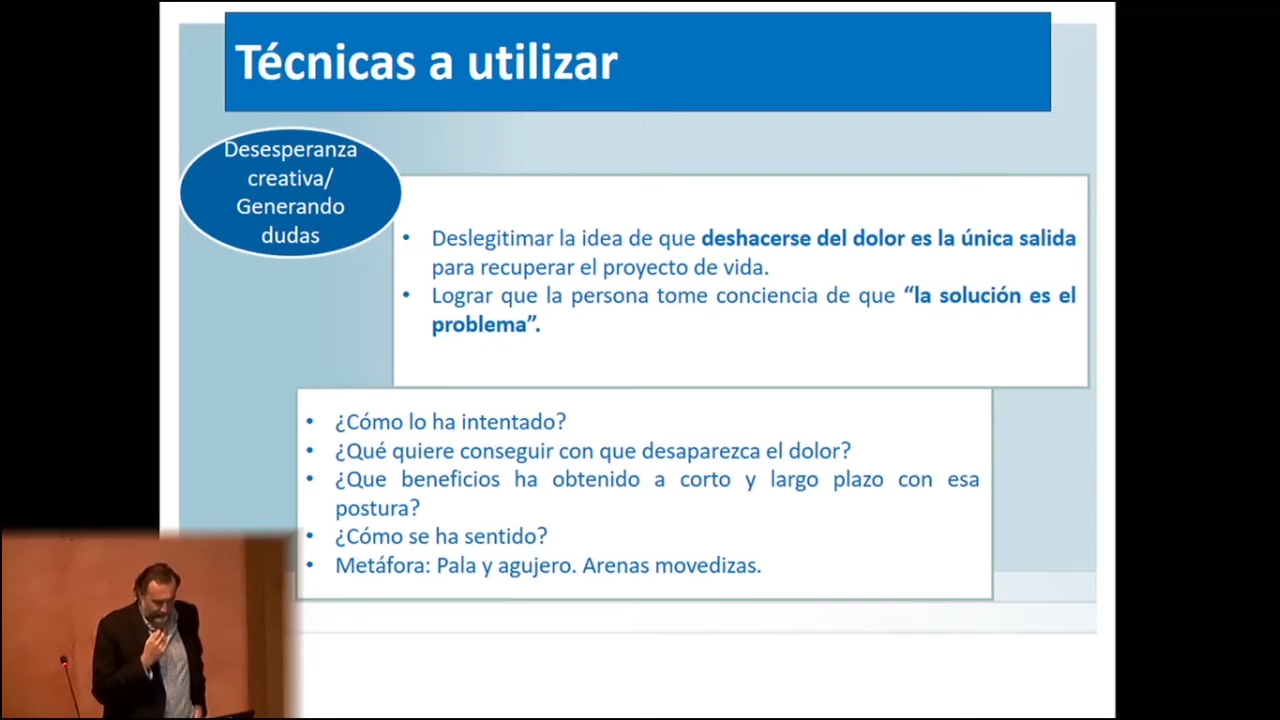 Técnicas a utilizar
Desesperanza
creativa/
Generando
dudas
• Deslegitimar la idea de que deshacerse del dolor es la única salida
para recuperar el proyecto de vida.
• Lograr que la persona tome conciencia de que “la solución es el
problema”.
• ¿Cómo lo ha intentado?
• ¿Qué quiere conseguir con que desaparezca el dolor?
• ¿Que beneficios ha obtenido a corto y largo plazo con esa
postura?
• ¿Cómo se ha sentido?
• Metáfora: Pala y agujero. Arenas movedizas.